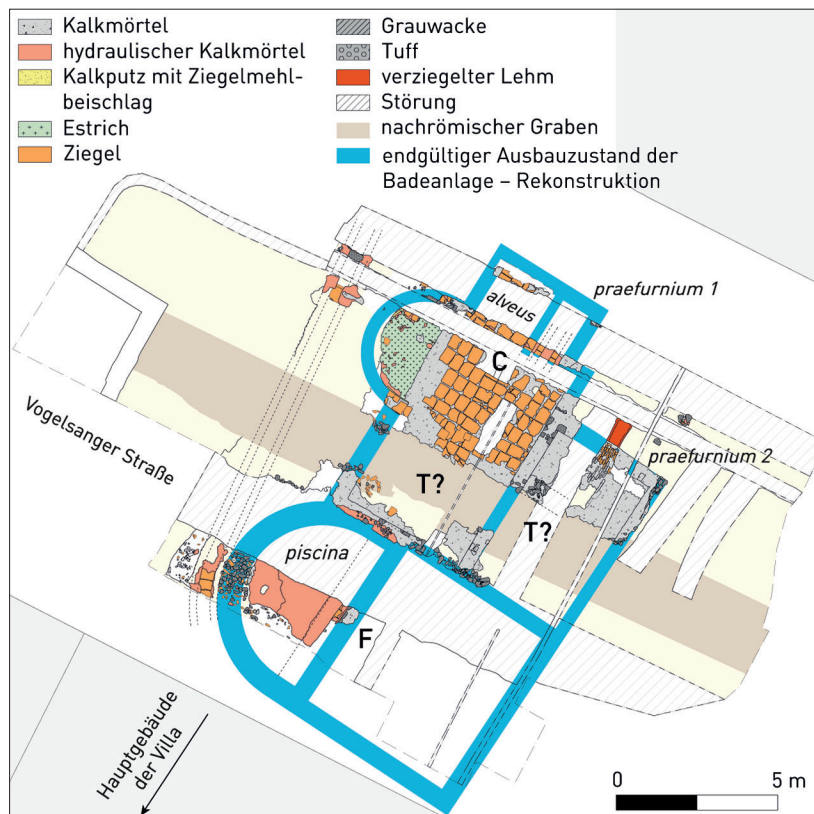 Kalkmörtel
hydraulischer Kalkmörtel
Kalkputz mit Ziegelmehl-
beischlag
Estrich
Ziegel
Grauwacke
Tuff
verziegelter Lehm
Störung
nachrömischer Graben
endgültiger Ausbauzustand der
Badeanlage – Rekonstruktion
praefurnium 1
alveus
C
Vogelsanger Straße
praefurnium 2
T?
T?
piscina
F
Hauptgebäude
der Villa
0 5 m